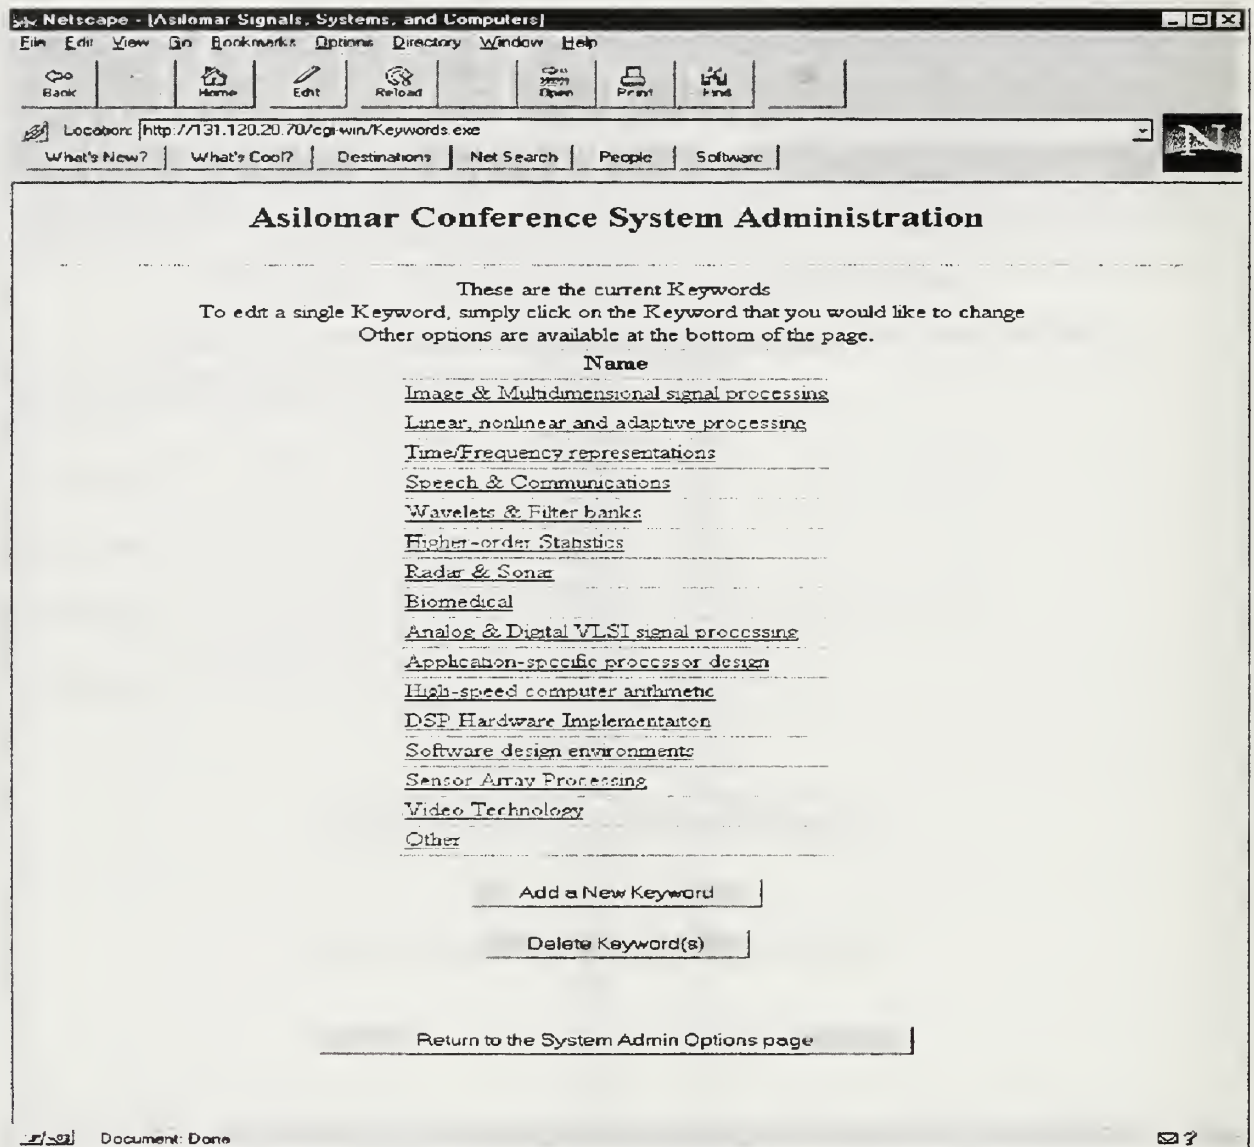 Netscape - [Asilomar Signals, Systems, and Computers]
File Edit View Go Bookmarks Options Directory Window Help
Back Home Edit Reload Open Print Find
Location: http://131.120.20.70/cgi-win/Keywords.exe
What's New? What's Cool? Destinations Net Search People Software
N
Asilomar Conference System Administration
These are the current Keywords
To edit a single Keyword, simply click on the Keyword that you would like to change
Other options are available at the bottom of the page.
Name
Image & Multidimensional signal processing
Linear, nonlinear and adaptive processing
Time/Frequency representations
Speech & Communications
Wavelets & Filter banks
Higher-order Statistics
Radar & Sonar
Biomedical
Analog & Digital VLSI signal processing
Application-specific processor design
High-speed computer arithmetic
DSP Hardware Implementaiton
Software design environments
Sensor Array Processing
Video Technology
Other
Add a New Keyword
Delete Keyword(s)
Return to the System Admin Options page
Document: Done
?